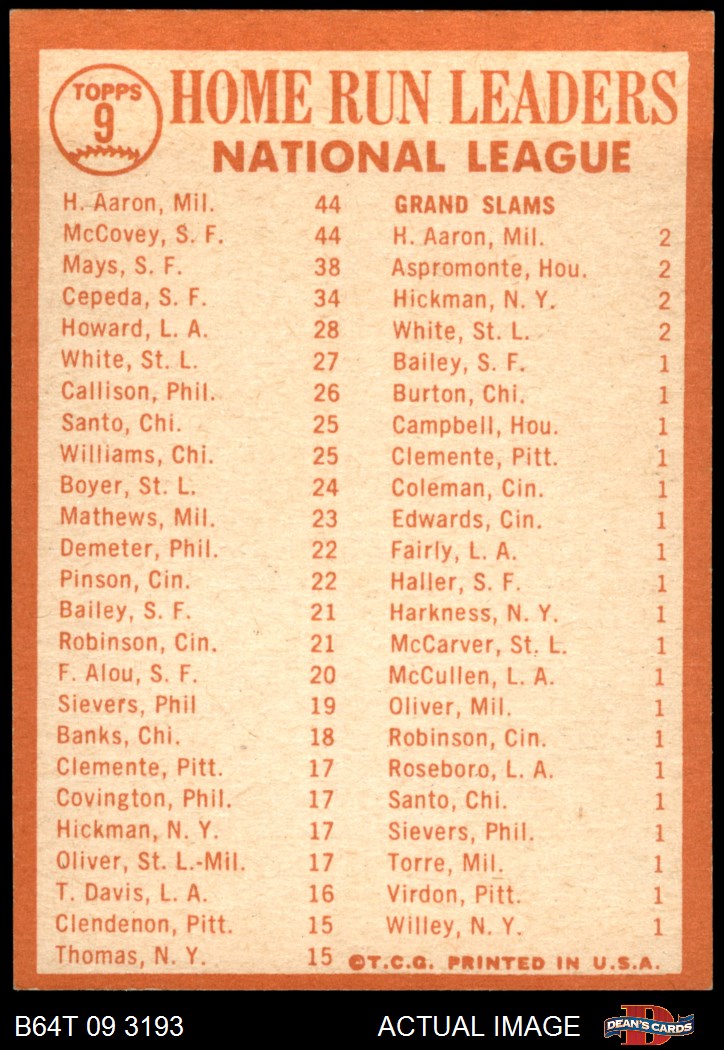 TOPPS
9
HOME RUN LEADERS
NATIONAL LEAGUE
H. Aaron, Mil. 44
McCovey, S. F. 44
Mays, S. F. 38
Cepeda, S. F. 34
Howard, L. A. 28
White, St. L. 27
Callison, Phil. 26
Santo, Chi. 25
Williams, Chi. 25
Boyer, St. L. 24
Mathews, Mil. 23
Demeter, Phil. 22
Pinson, Cin. 22
Bailey, S. F. 21
Robinson, Cin. 21
F. Alou, S. F. 20
Sievers, Phil 19
Banks, Chi. 18
Clemente, Pitt. 17
Covington, Phil. 17
Hickman, N. Y. 17
Oliver, St. L.-Mil. 17
T. Davis, L. A. 16
Clendenon, Pitt. 15
Thomas, N. Y. 15
GRAND SLAMS
H. Aaron, Mil. 2
Aspromonte, Hou. 2
Hickman, N. Y. 2
White, St. L. 2
Bailey, S. F. 1
Burton, Chi. 1
Campbell, Hou. 1
Clemente, Pitt. 1
Coleman, Cin. 1
Edwards, Cin. 1
Fairly, L. A. 1
Haller, S. F. 1
Harkness, N. Y. 1
McCarver, St. L. 1
McCullen, L. A. 1
Oliver, Mil. 1
Robinson, Cin. 1
Roseboro, L. A. 1
Santo, Chi. 1
Sievers, Phil. 1
Torre, Mil. 1
Virdon, Pitt. 1
Willey, N. Y. 1
©T.C.G. PRINTED IN U.S.A.
B64T 09 3193 ACTUAL IMAGE
D
DEAN'S CARDS